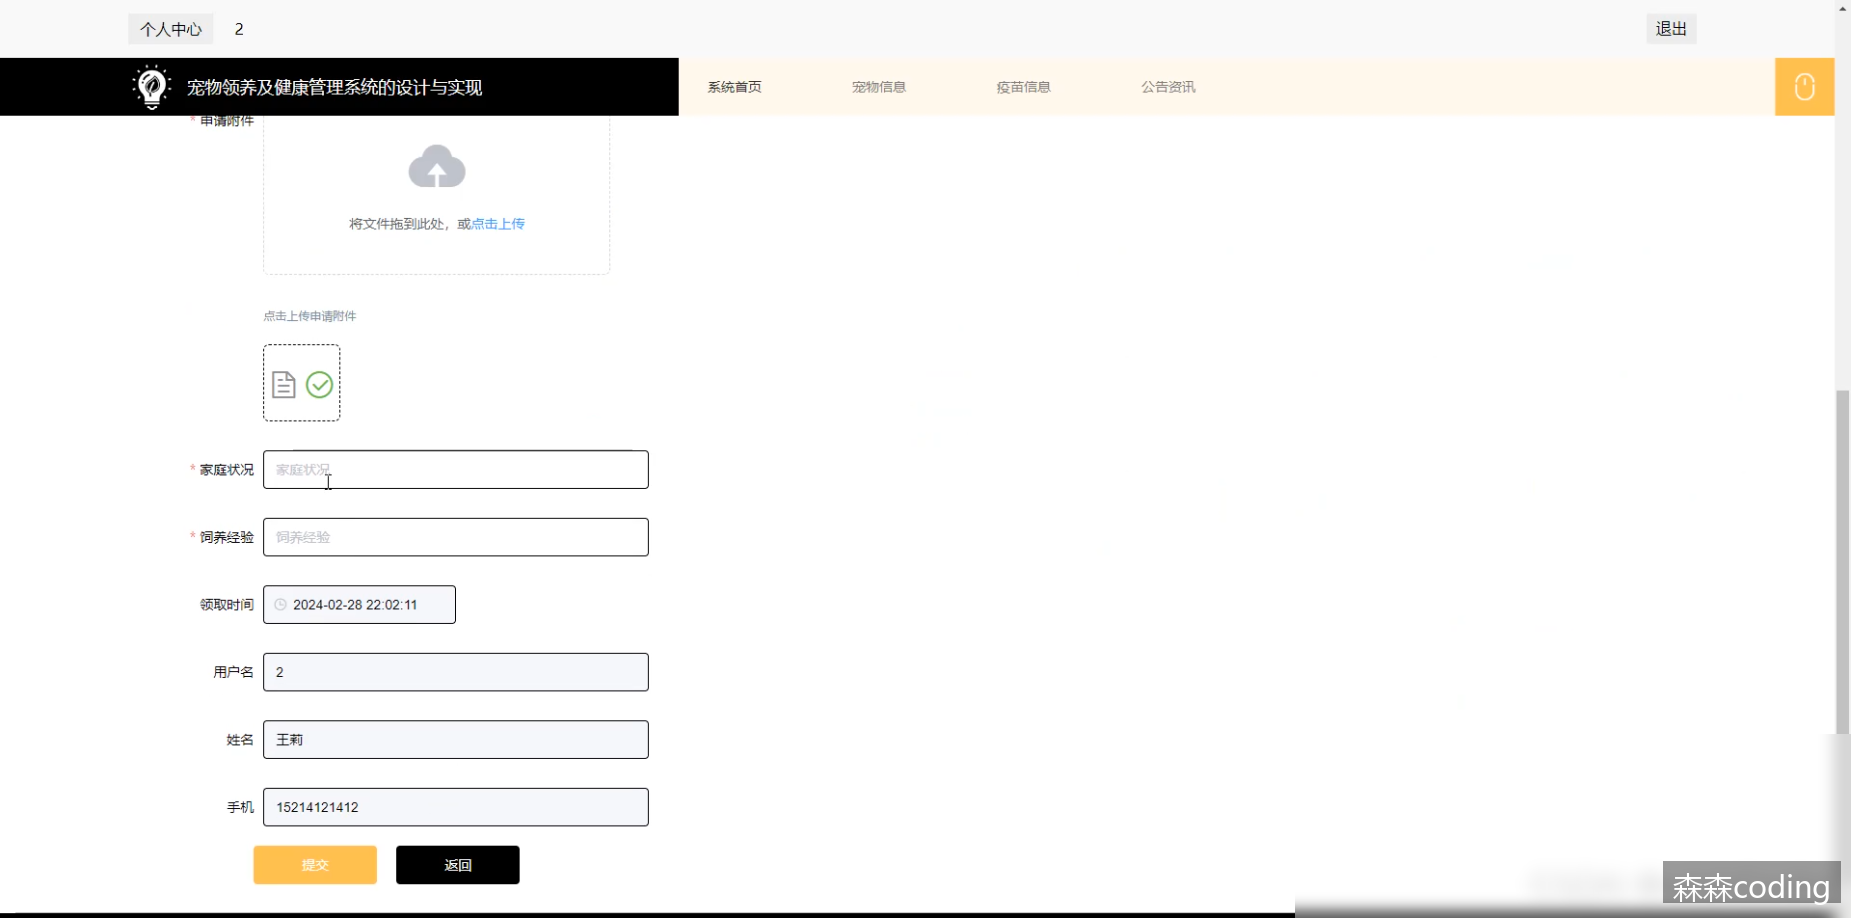 个人中心 2 退出
宠物领养及健康管理系统的设计与实现 系统首页 宠物信息 疫苗信息 公告资讯
* 申请附件
将文件拖到此处，或点击上传
点击上传申请附件
* 家庭状况 家庭状况
* 饲养经验 饲养经验
领取时间 2024-02-28 22:02:11
用户名 2
姓名 王莉
手机 15214121412
提交 返回
森森coding